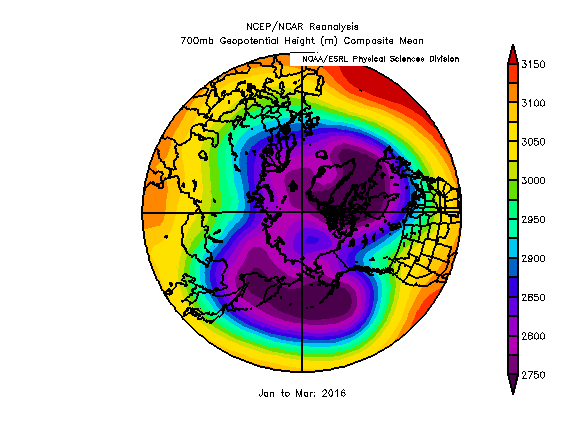 NCEP/NCAR Reanalysis
700mb Geopotential Height (m) Composite Mean
NOAA/ESRL Physical Sciences Division
3150
3100
3050
3000
2950
2900
2850
2800
2750
Jan to Mar: 2016